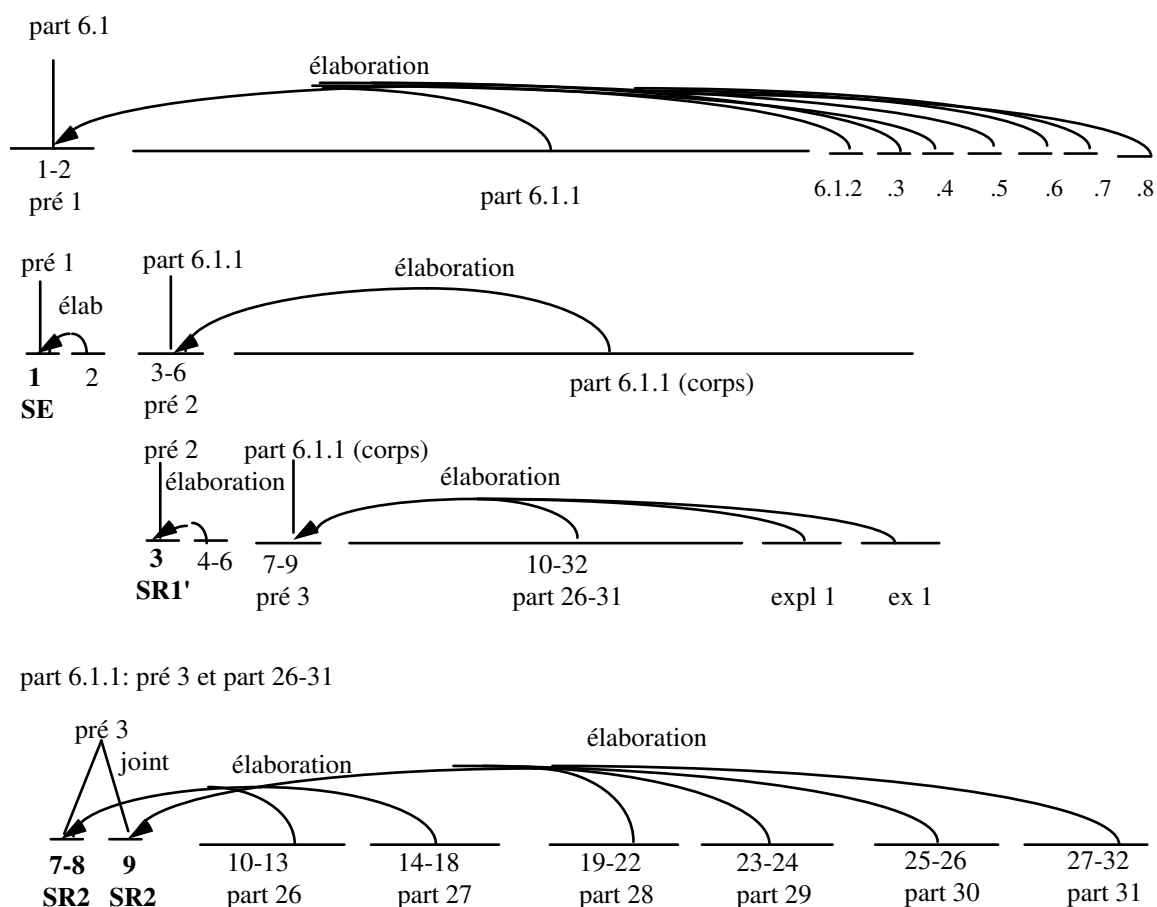 part 6.1
élaboration
1-2
pré 1
part 6.1.1
6.1.2 .3 .4 .5 .6 .7 .8
pré 1 part 6.1.1
élaboration
élab
1 2 3-6
SE pré 2 part 6.1.1 (corps)
pré 2 part 6.1.1 (corps)
élaboration élaboration
3 4-6 7-9 10-32
SR1' pré 3 part 26-31 expl 1 ex 1
part 6.1.1: pré 3 et part 26-31
pré 3
joint élaboration élaboration
7-8 9 10-13 14-18 19-22 23-24 25-26 27-32
SR2 SR2 part 26 part 27 part 28 part 29 part 30 part 31